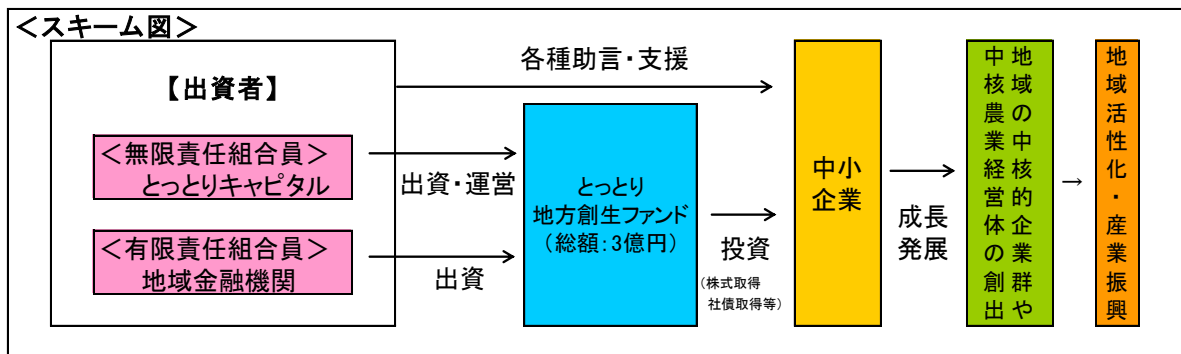 ＜スキーム図＞
【出資者】
＜無限責任組合員＞
とっとりキャピタル
＜有限責任組合員＞
地域金融機関
各種助言・支援
出資・運営
出資
とっとり
地方創生ファンド
（総額：3億円）
投資
（株式取得
社債取得等）
中小
企業
成長
発展
地域の中核的企業群や
中核農業経営体の創出
地域活性化・産業振興